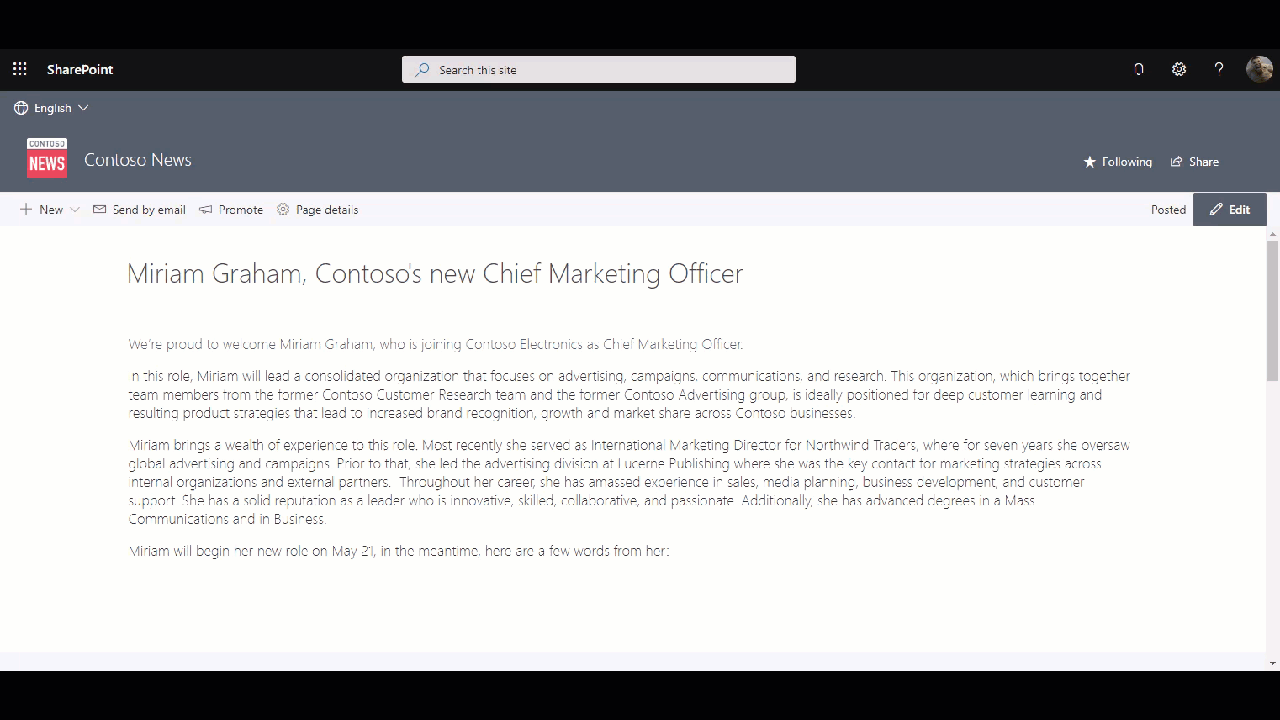 SharePoint
Search this site
English
CONTOSO
NEWS
Contoso News
Following
Share
New
Send by email
Promote
Page details
Posted
Edit
Miriam Graham, Contoso's new Chief Marketing Officer
We're proud to welcome Miriam Graham, who is joining Contoso Electronics as Chief Marketing Officer.
In this role, Miriam will lead a consolidated organization that focuses on advertising, campaigns, communications, and research. This organization, which brings together
team members from the former Contoso Customer Research team and the former Contoso Advertising group, is ideally positioned for deep customer learning and
resulting product strategies that lead to increased brand recognition, growth and market share across Contoso businesses.
Miriam brings a wealth of experience to this role. Most recently she served as International Marketing Director for Northwind Traders, where for seven years she oversaw
global advertising and campaigns. Prior to that, she led the advertising division at Lucerne Publishing where she was the key contact for marketing strategies across
internal organizations and external partners.  Throughout her career, she has amassed experience in sales, media planning, business development, and customer
support. She has a solid reputation as a leader who is innovative, skilled, collaborative, and passionate. Additionally, she has advanced degrees in a Mass
Communications and in Business.
Miriam will begin her new role on May 21, in the meantime, here are a few words from her: